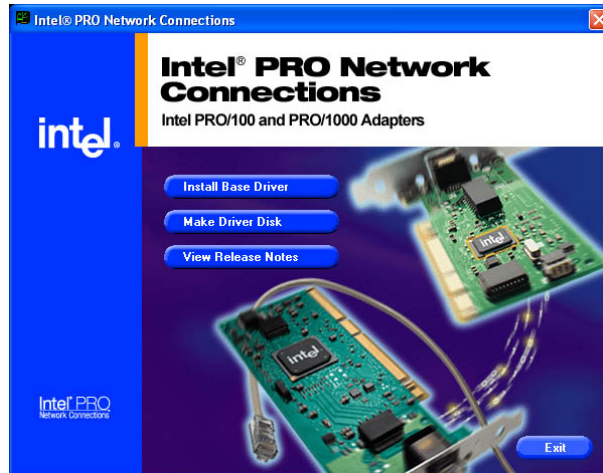 Intel® PRO Network Connections
Intel® PRO Network
Connections
Intel PRO/100 and PRO/1000 Adapters
intel®
Install Base Driver
Make Driver Disk
View Release Notes
intel
intel
Intel® PRO
Network Connections
Exit